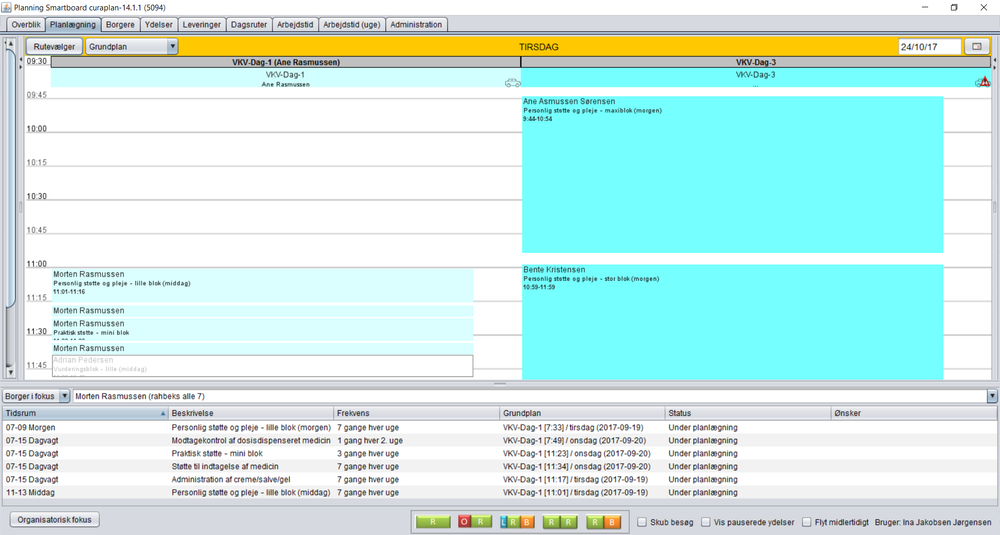 Planning Smartboard curaplan-14.1.1 (5094)
Overblik Planlægning Borgere Ydelser Leveringer Dagsruter Arbejdstid Arbejdstid (uge) Administration
Rutevælger Grundplan TIRSDAG 24/10/17
09:30 VKV-Dag-1 (Ane Rasmussen) VKV-Dag-3
VKV-Dag-1 VKV-Dag-3
Ane Rasmussen ...
09:45
Ane Asmussen Sørensen
Personlig støtte og pleje - maxiblok (morgen)
9:44-10:54
10:00
10:15
10:30
10:45
11:00
Bente Kristensen
Personlig støtte og pleje - stor blok (morgen)
10:59-11:59
Morten Rasmussen
Personlig støtte og pleje - lille blok (middag)
11:01-11:16
11:15
Morten Rasmussen
Morten Rasmussen
11:30 Praktisk støtte - mini blok
Morten Rasmussen
Adrian Pedersen
11:45 Vurderingsblok - lille (middag)
Borger i fokus Morten Rasmussen (rahbeks alle 7)
Tidsrum Beskrivelse Frekvens Grundplan Status Ønsker
07-09 Morgen Personlig støtte og pleje - lille blok (morgen) 7 gange hver uge VKV-Dag-1 [7:33] / tirsdag (2017-09-19) Under planlægning
07-15 Dagvagt Modtagekontrol af dosisdispenseret medicin 1 gang hver 2. uge VKV-Dag-1 [7:49] / onsdag (2017-09-20) Under planlægning
07-15 Dagvagt Praktisk støtte - mini blok 3 gange hver uge VKV-Dag-1 [11:23] / onsdag (2017-09-20) Under planlægning
07-15 Dagvagt Støtte til indtagelse af medicin 7 gange hver uge VKV-Dag-1 [11:34] / onsdag (2017-09-20) Under planlægning
07-15 Dagvagt Administration af creme/salve/gel 7 gange hver uge VKV-Dag-1 [11:17] / tirsdag (2017-09-19) Under planlægning
11-13 Middag Personlig støtte og pleje - lille blok (middag) 7 gange hver uge VKV-Dag-1 [11:01] / tirsdag (2017-09-19) Under planlægning
Organisatorisk fokus R O R L R B R R R B Skub besøg Vis pauserede ydelser Flyt midlertidigt Bruger: Ina Jakobsen Jørgensen